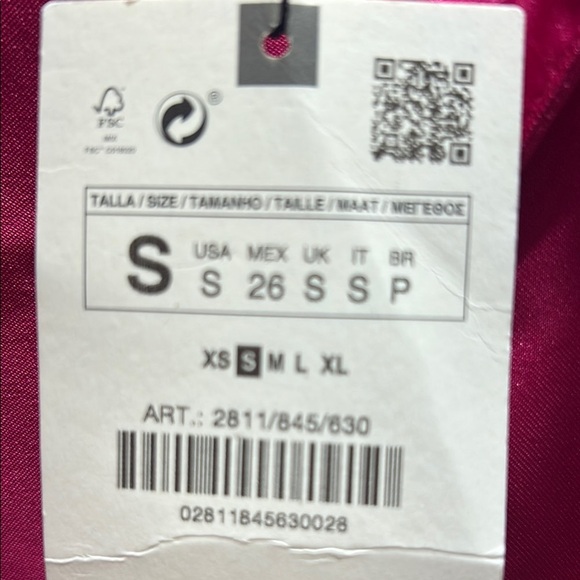 ®
FSC
TALLA / SIZE / TAMANHO / TAILLE / MAAT / ΜΕΓΕΘΟΣ
S
USA MEX UK IT BR
S 26 S S P
XS S M L XL
ART.: 2811/845/630
02811845630028